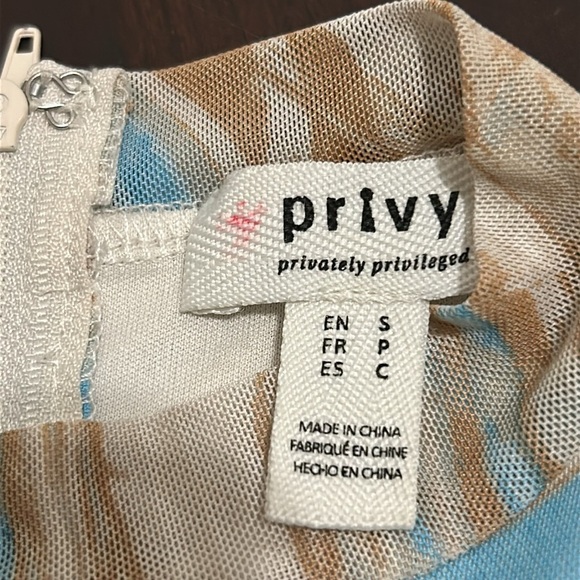 privy
privately privileged
EN S
FR P
ES C
MADE IN CHINA
FABRIQUÉ EN CHINE
HECHO EN CHINA